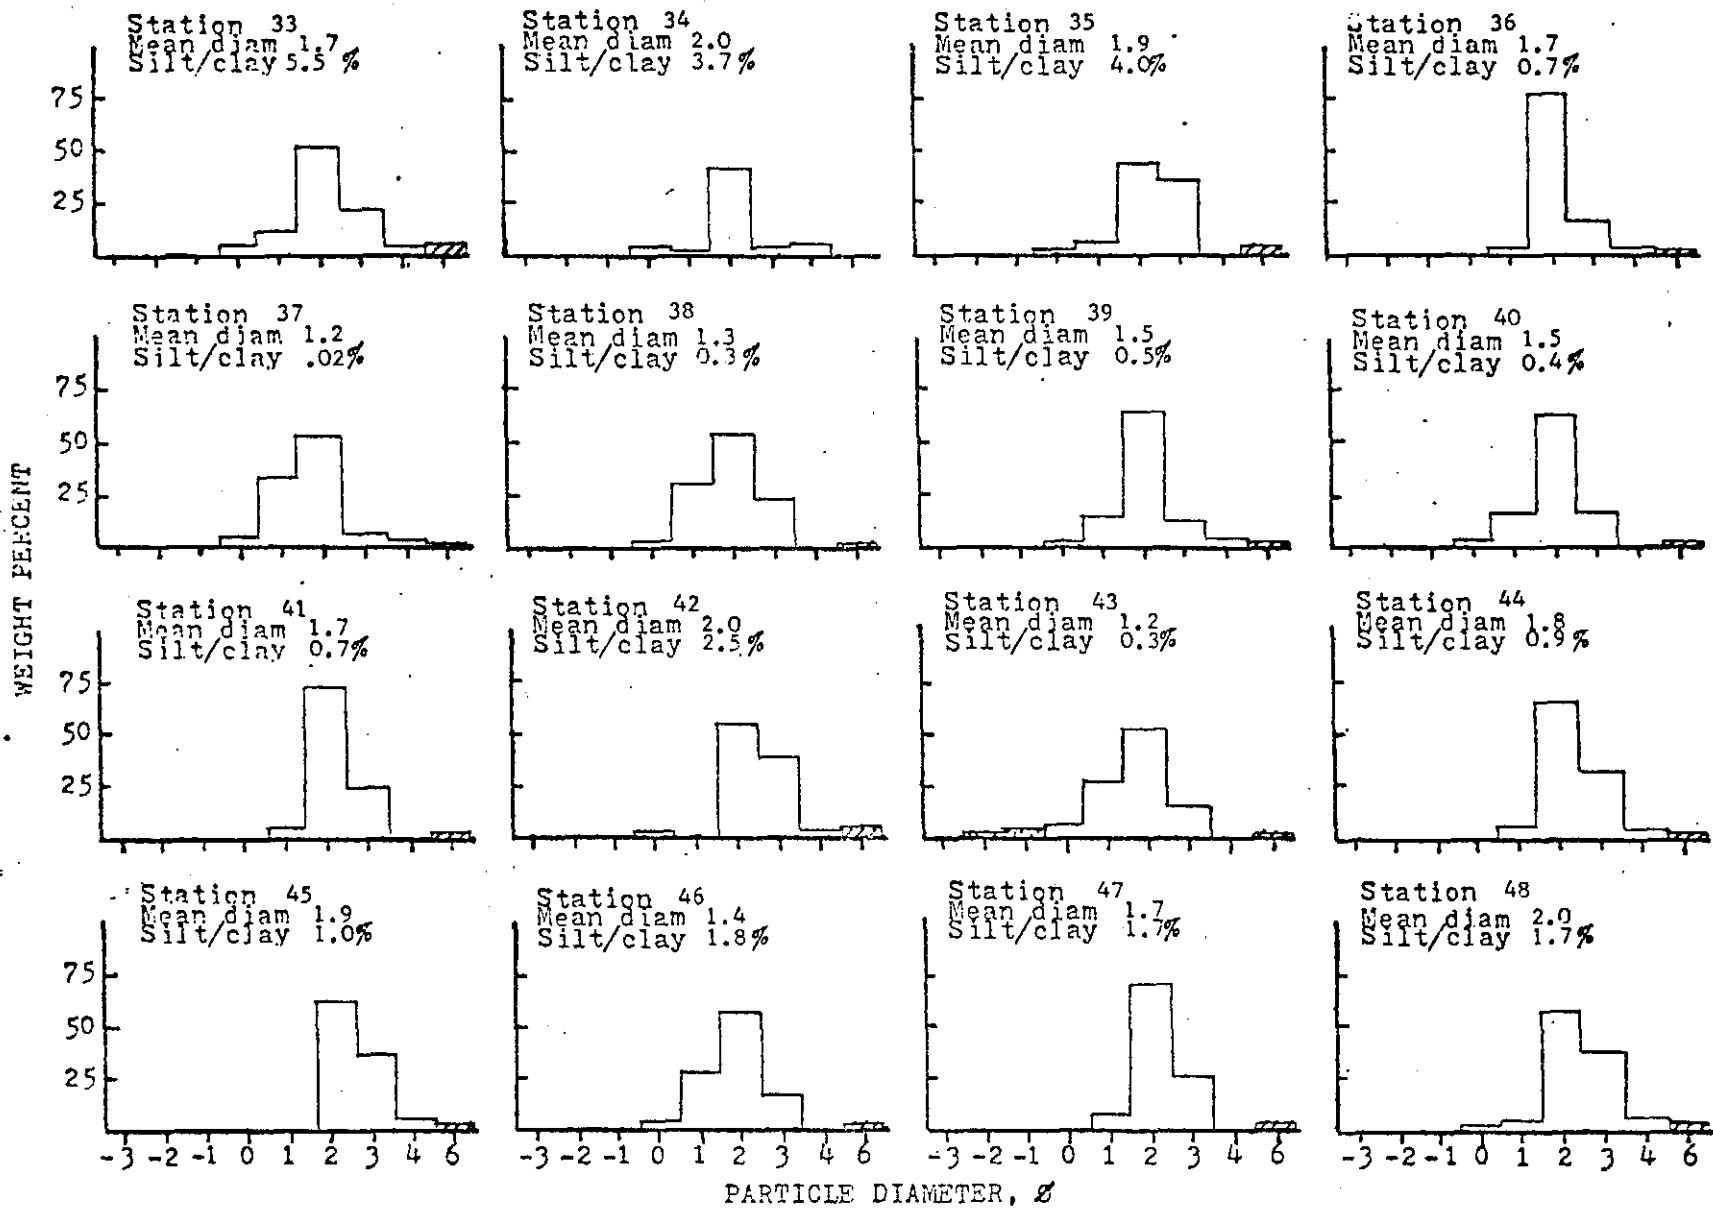 Station 33
Mean diam 1.7
Silt/clay 5.5%
Station 34
Mean diam 2.0
Silt/clay 3.7%
Station 35
Mean diam 1.9
Silt/clay 4.0%
Station 36
Mean diam 1.7
Silt/clay 0.7%
75
50
25
Station 37
Mean diam 1.2
Silt/clay .02%
Station 38
Mean diam 1.3
Silt/clay 0.3%
Station 39
Mean diam 1.5
Silt/clay 0.5%
Station 40
Mean diam 1.5
Silt/clay 0.4%
75
50
25
WEIGHT PERCENT
Station 41
Mean diam 1.7
Silt/clay 0.7%
Station 42
Mean diam 2.0
Silt/clay 2.5%
Station 43
Mean diam 1.2
Silt/clay 0.3%
Station 44
Mean diam 1.8
Silt/clay 0.9%
75
50
25
Station 45
Mean diam 1.9
Silt/clay 1.0%
Station 46
Mean diam 1.4
Silt/clay 1.8%
Station 47
Mean diam 1.7
Silt/clay 1.7%
Station 48
Mean diam 2.0
Silt/clay 1.7%
75
50
25
-3 -2 -1 0 1 2 3 6
-3 -2 -1 0 1 2 3 6
-3 -2 -1 0 1 2 3 6
-3 -2 -1 0 1 2 3 6
PARTICLE DIAMETER, Ø